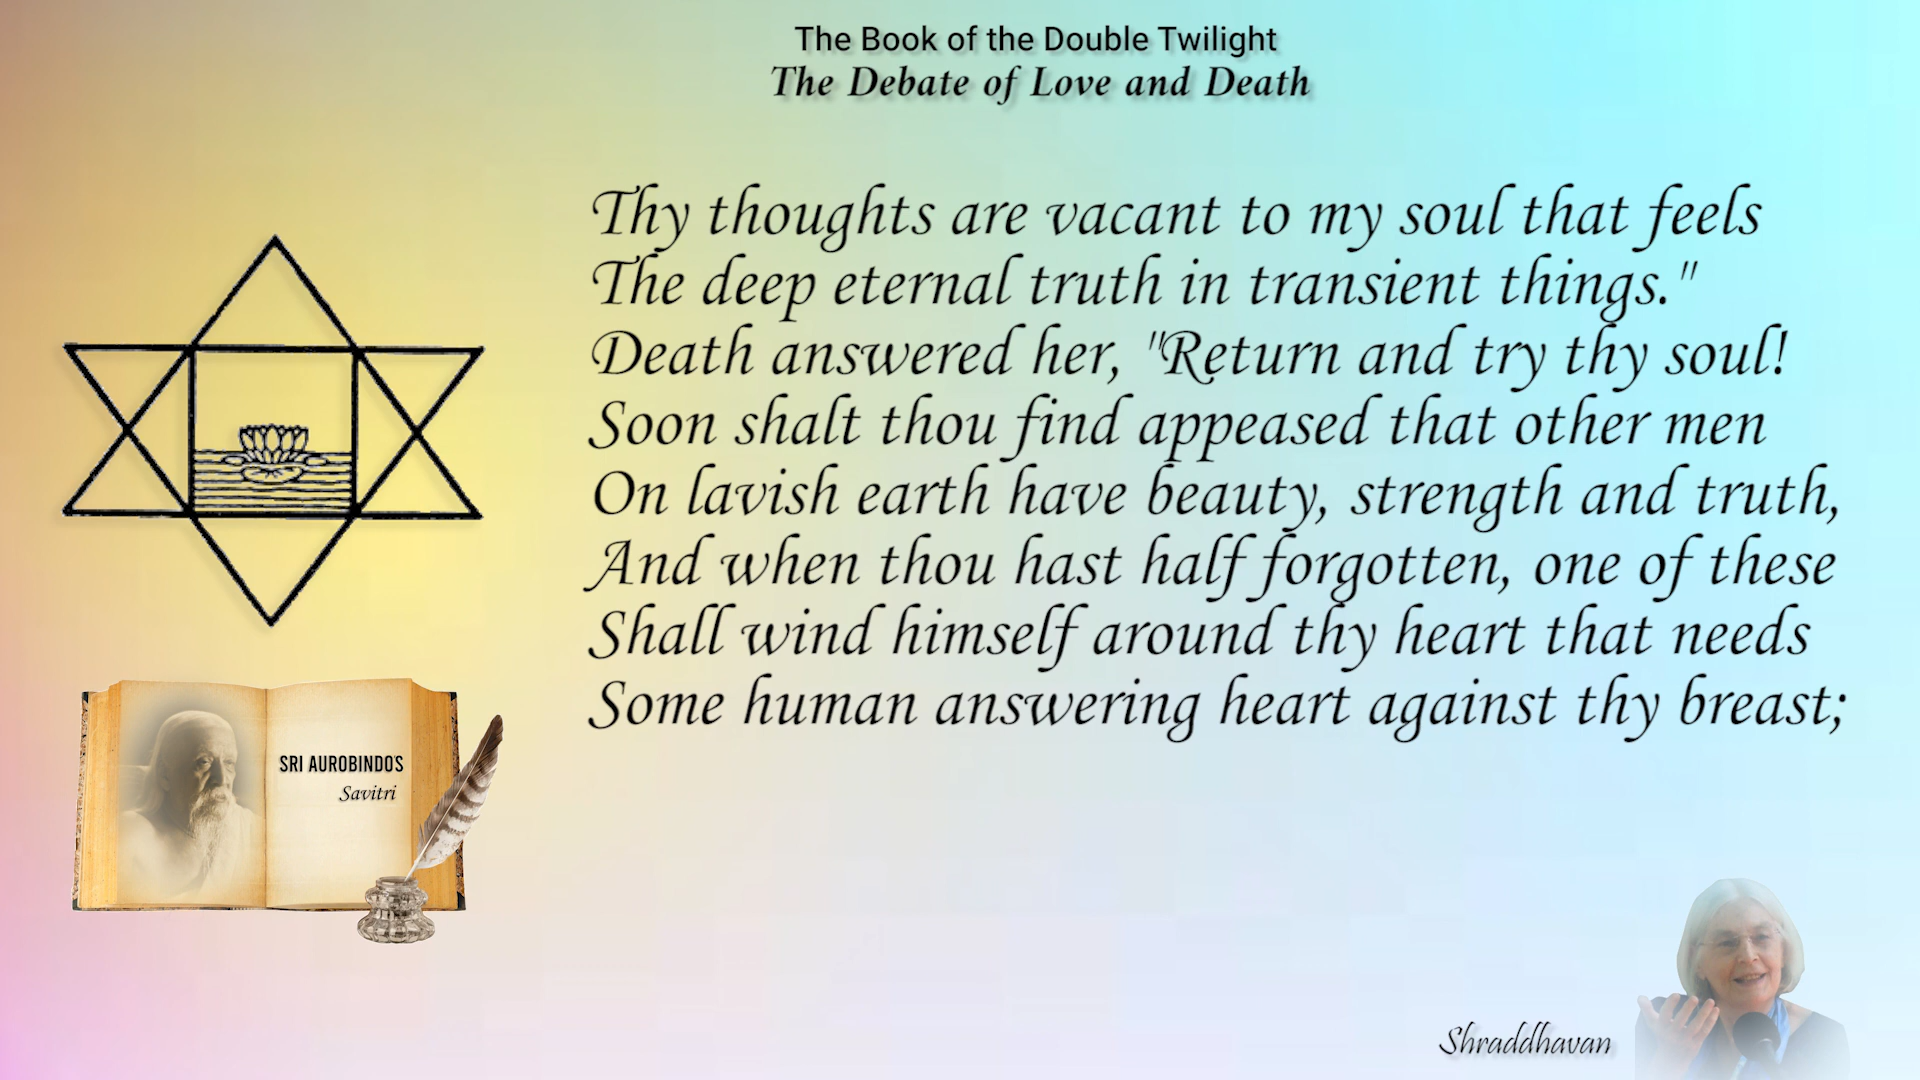 The Book of the Double Twilight
The Debate of Love and Death
Thy thoughts are vacant to my soul that feels
The deep eternal truth in transient things."
Death answered her, "Return and try thy soul!
Soon shalt thou find appeased that other men
On lavish earth have beauty, strength and truth,
And when thou hast half forgotten, one of these
Shall wind himself around thy heart that needs
Some human answering heart against thy breast;
SRI AUROBINDO'S
Savitri
Shraddhavan